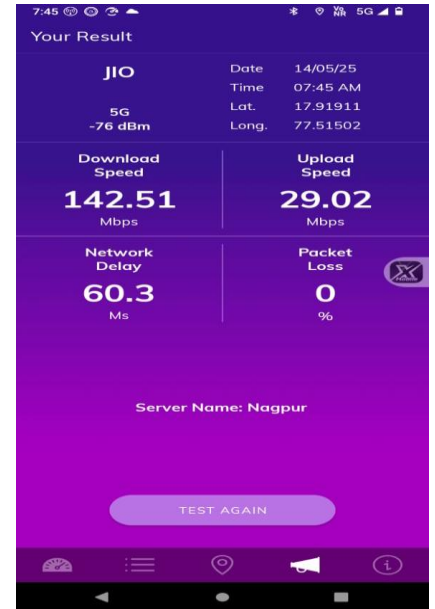 7:45 5G
Your Result
JIO
5G
-76 dBm
Date 14/05/25
Time 07:45 AM
Lat. 17.91911
Long. 77.51502
Download
Speed
142.51
Mbps
Upload
Speed
29.02
Mbps
Network
Delay
60.3
Ms
Packet
Loss
0
%
Server Name: Nagpur
TEST AGAIN